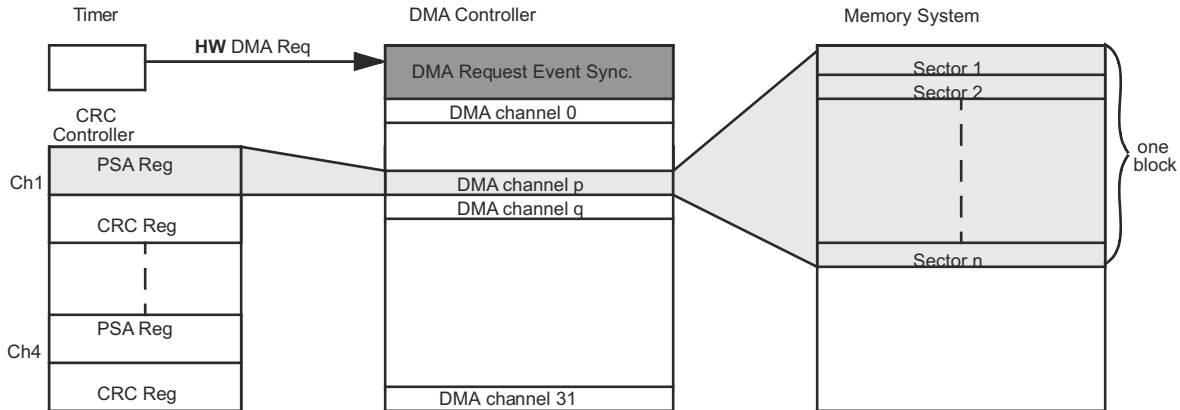 Timer
DMA Controller
Memory System
HW DMA Req
DMA Request Event Sync.
Sector 1
Sector 2
DMA channel 0
CRC
Controller
PSA Reg
Ch1
DMA channel p
one
block
DMA channel q
CRC Reg
Sector n
PSA Reg
Ch4
CRC Reg
DMA channel 31